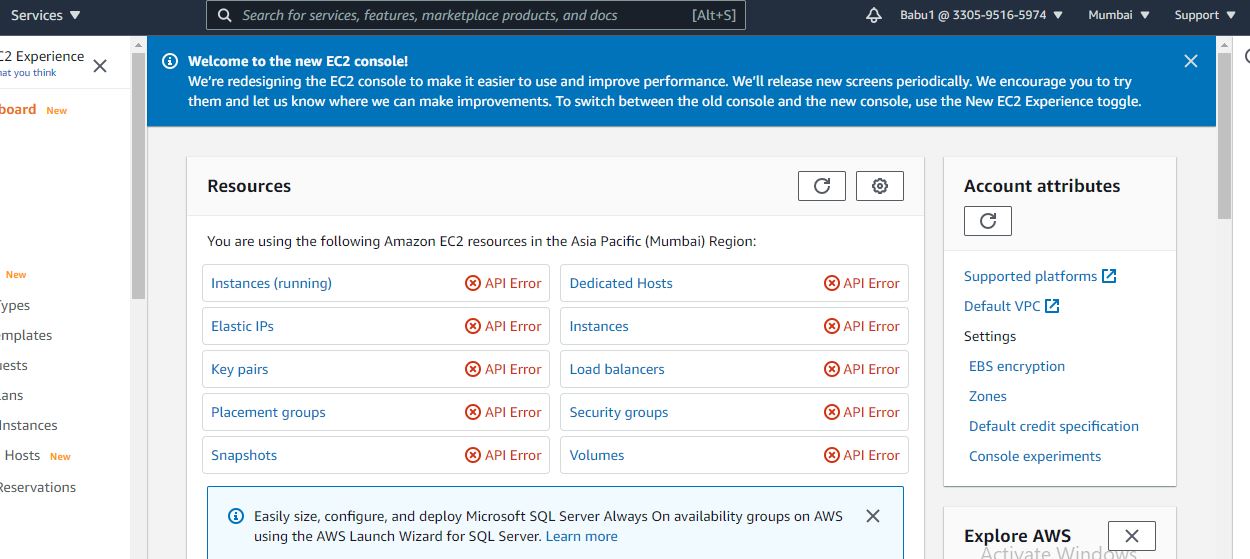 Services ▼
Search for services, features, marketplace products, and docs
[Alt+S]
Babu1 @ 3305-9516-5974 ▼
Mumbai ▼
Support ▼
C2 Experience
hat you think
board New
New
Types
emplates
uests
lans
Instances
Hosts New
Reservations
Welcome to the new EC2 console!
We're redesigning the EC2 console to make it easier to use and improve performance. We'll release new screens periodically. We encourage you to try
them and let us know where we can make improvements. To switch between the old console and the new console, use the New EC2 Experience toggle.
Resources
You are using the following Amazon EC2 resources in the Asia Pacific (Mumbai) Region:
Instances (running) API Error
Dedicated Hosts API Error
Elastic IPs API Error
Instances API Error
Key pairs API Error
Load balancers API Error
Placement groups API Error
Security groups API Error
Snapshots API Error
Volumes API Error
Easily size, configure, and deploy Microsoft SQL Server Always On availability groups on AWS
using the AWS Launch Wizard for SQL Server. Learn more
Account attributes
Supported platforms
Default VPC
Settings
EBS encryption
Zones
Default credit specification
Console experiments
Explore AWS
Activate Windows